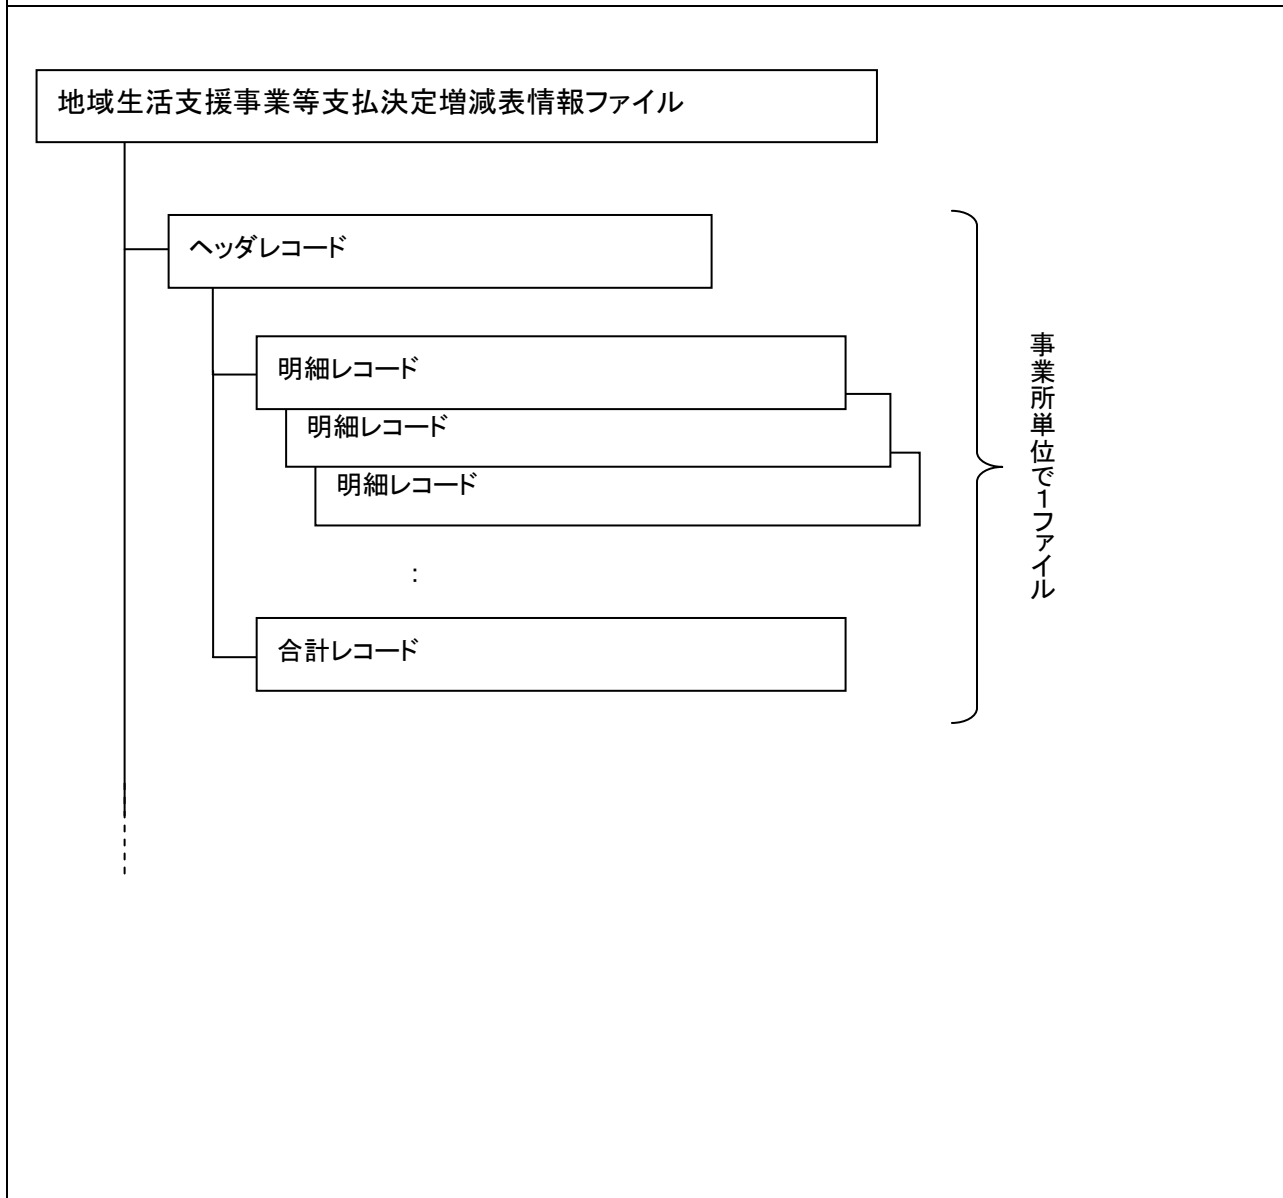 地域生活支援事業等支払決定増減表情報ファイル
ヘッダレコード
明細レコード
明細レコード
明細レコード
：
合計レコード
事業所単位で1ファイル